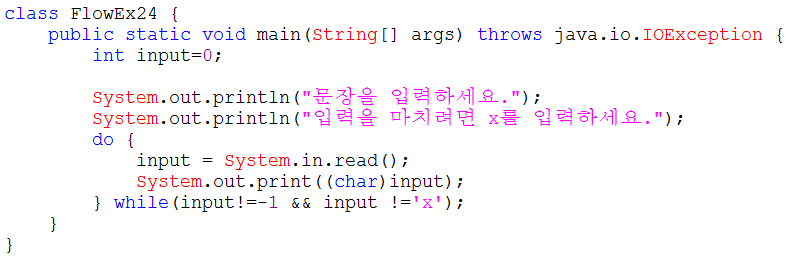 class FlowEx24 {
    public static void main(String[] args) throws java.io.IOException {
        int input=0;

        System.out.println("문장을 입력하세요.");
        System.out.println("입력을 마치려면 x를 입력하세요.");
        do {
            input = System.in.read();
            System.out.print((char)input);
        } while(input!=-1 && input !='x');
    }
}